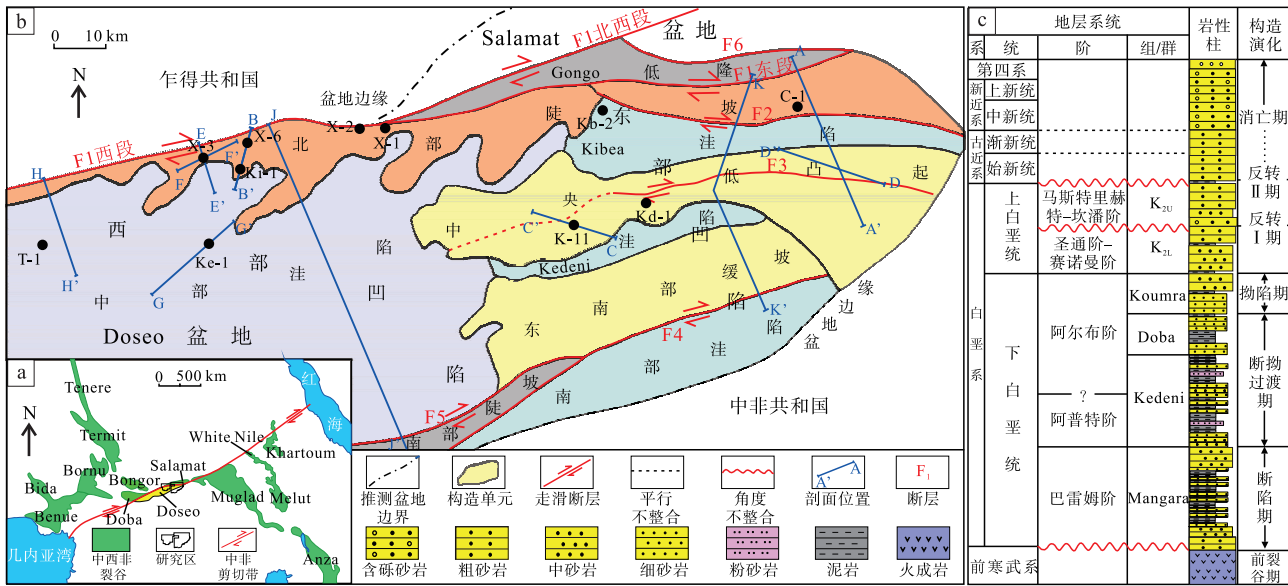 b
0 10 km
N
乍得共和国
盆地边缘
Salamat 盆地
F1北西段
F6
F1东段
Gongo 低隆
F1西段
北部陡坡
东部洼陷
Kibea
F2
C-1
Kb-2
X-1
X-2
X-3
X-6
Ki-1
A
A'
B
B'
C
C'
D
D'
E
E'
F
F'
G
G'
H
H'
J
J'
K
K'
F3
中央低凸起
Kd-1
K-11
Kedeni
洼陷
T-1
Ke-1
中西部洼陷
凹陷
Doseo 盆地
东南部缓坡
F4
南部洼陷
F5
南部陡坡
盆地边缘
中非共和国
a
0 500 km
N
Tenere
Termit
Bornu
Bida
Benue
Bongor
Doba
Salamat
Doseo
White Nile
Khartoum
Muglad
Melut
Anza
红海
几内亚湾
中西非裂谷
研究区
中非剪切带
推测盆地边界
构造单元
走滑断层
平行不整合
角度不整合
A
A'
剖面位置
F₁
断层
含砾砂岩
粗砂岩
中砂岩
细砂岩
粉砂岩
泥岩
火成岩
c
地层系统
岩性柱
构造演化
系 统 阶 组/群
第四系
新近系
上新统
中新统
古近系
渐新统
始新统
白垩系
上白垩统
马斯特里赫特–坎潘阶
K₂U
圣通阶–赛诺曼阶
K₂L
下白垩统
阿尔布阶
?
阿普特阶
巴雷姆阶
Koumra
Doba
Kedeni
Mangara
前寒武系
消亡期
反转Ⅱ期
反转Ⅰ期
拗陷期
断拗过渡期
断陷期
前裂谷期